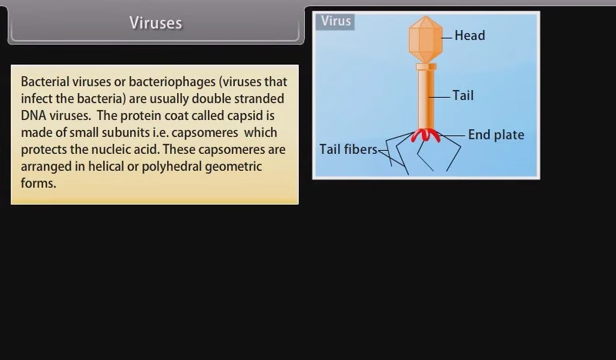 Viruses
Bacterial viruses or bacteriophages (viruses that
infect the bacteria) are usually double stranded
DNA viruses. The protein coat called capsid is
made of small subunits i.e. capsomeres which
protects the nucleic acid. These capsomeres are
arranged in helical or polyhedral geometric
forms.
Virus
Head
Tail
End plate
Tail fibers